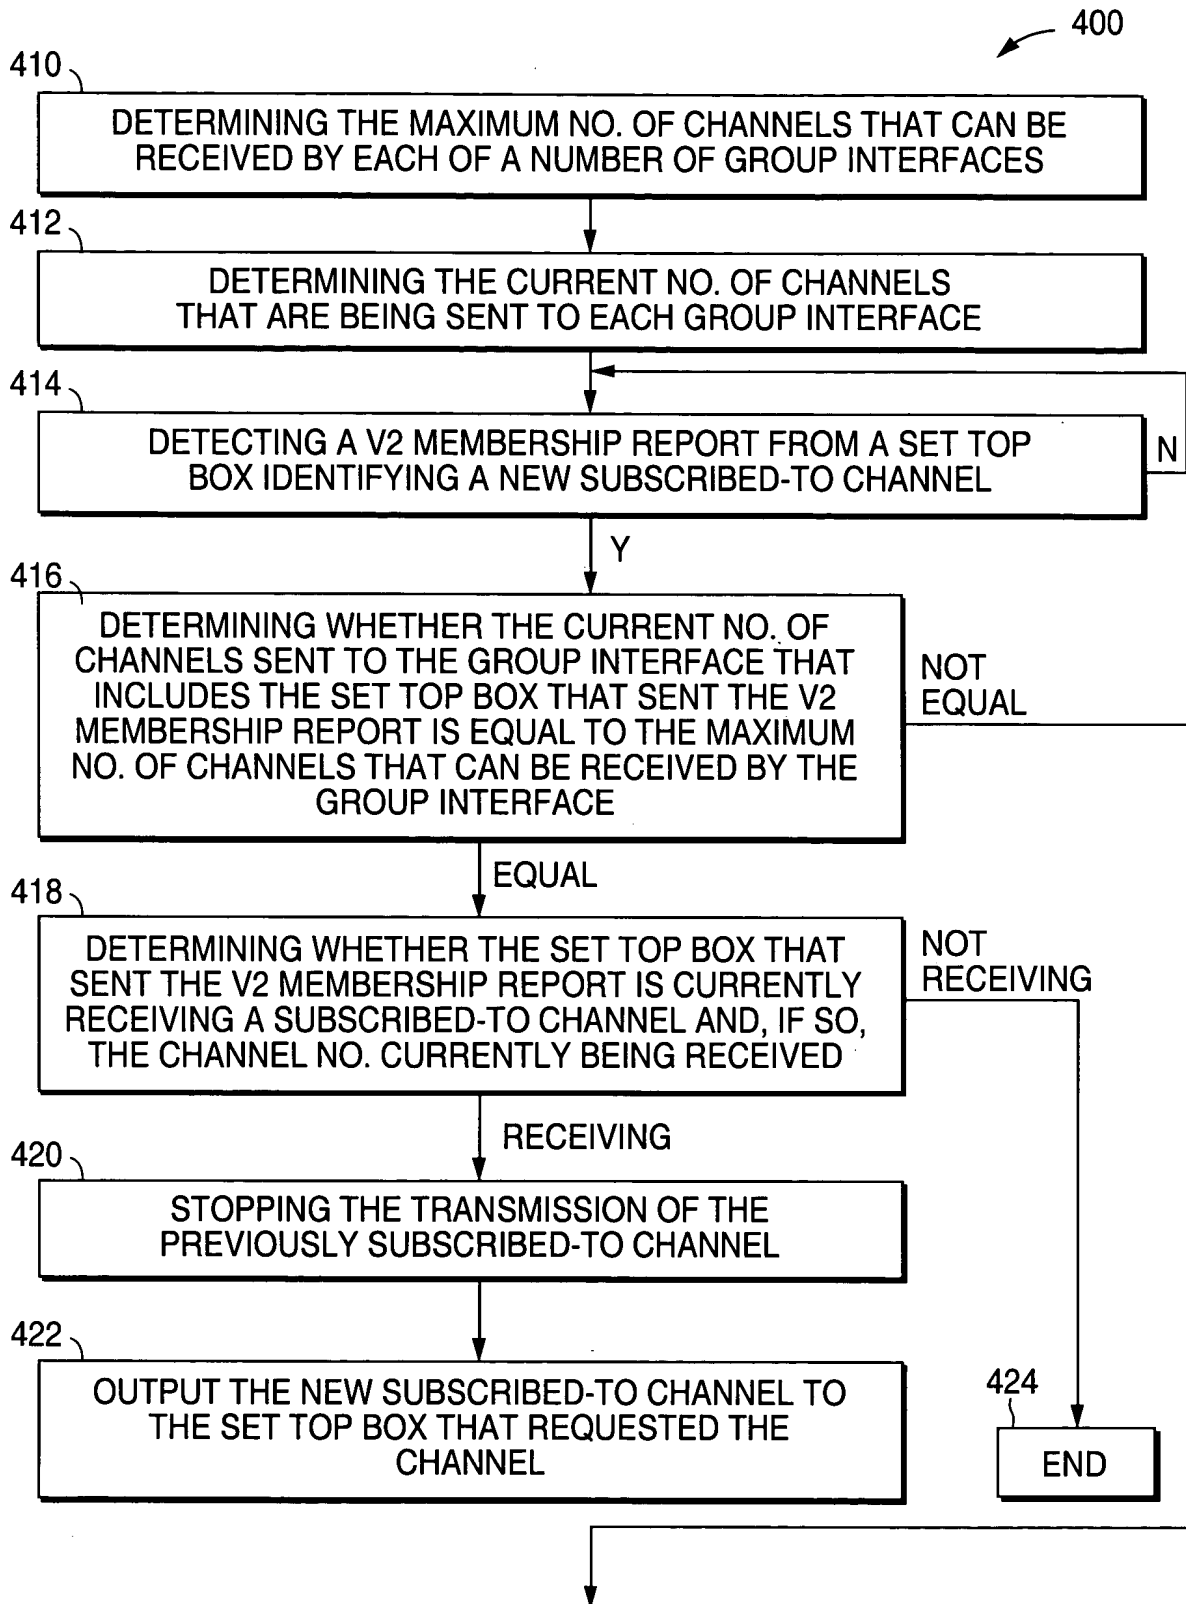 400
410
DETERMINING THE MAXIMUM NO. OF CHANNELS THAT CAN BE
RECEIVED BY EACH OF A NUMBER OF GROUP INTERFACES
412
DETERMINING THE CURRENT NO. OF CHANNELS
THAT ARE BEING SENT TO EACH GROUP INTERFACE
414
DETECTING A V2 MEMBERSHIP REPORT FROM A SET TOP
BOX IDENTIFYING A NEW SUBSCRIBED-TO CHANNEL
N
Y
416
DETERMINING WHETHER THE CURRENT NO. OF
CHANNELS SENT TO THE GROUP INTERFACE THAT
INCLUDES THE SET TOP BOX THAT SENT THE V2
MEMBERSHIP REPORT IS EQUAL TO THE MAXIMUM
NO. OF CHANNELS THAT CAN BE RECEIVED BY THE
GROUP INTERFACE
NOT
EQUAL
EQUAL
418
DETERMINING WHETHER THE SET TOP BOX THAT
SENT THE V2 MEMBERSHIP REPORT IS CURRENTLY
RECEIVING A SUBSCRIBED-TO CHANNEL AND, IF SO,
THE CHANNEL NO. CURRENTLY BEING RECEIVED
NOT
RECEIVING
RECEIVING
420
STOPPING THE TRANSMISSION OF THE
PREVIOUSLY SUBSCRIBED-TO CHANNEL
422
OUTPUT THE NEW SUBSCRIBED-TO CHANNEL TO
THE SET TOP BOX THAT REQUESTED THE
CHANNEL
424
END